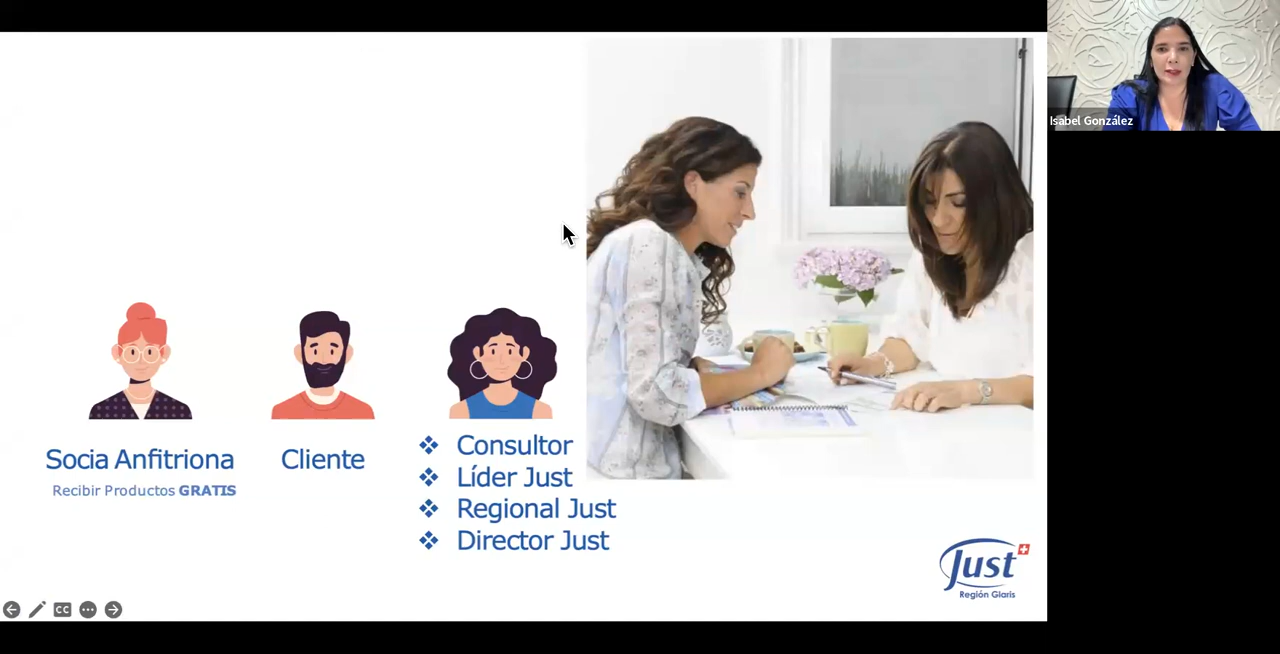 Isabel González
Socia Anfitriona
Recibir Productos GRATIS
Cliente
❖ Consultor
❖ Líder Just
❖ Regional Just
❖ Director Just
Just
Región Glaris
CC